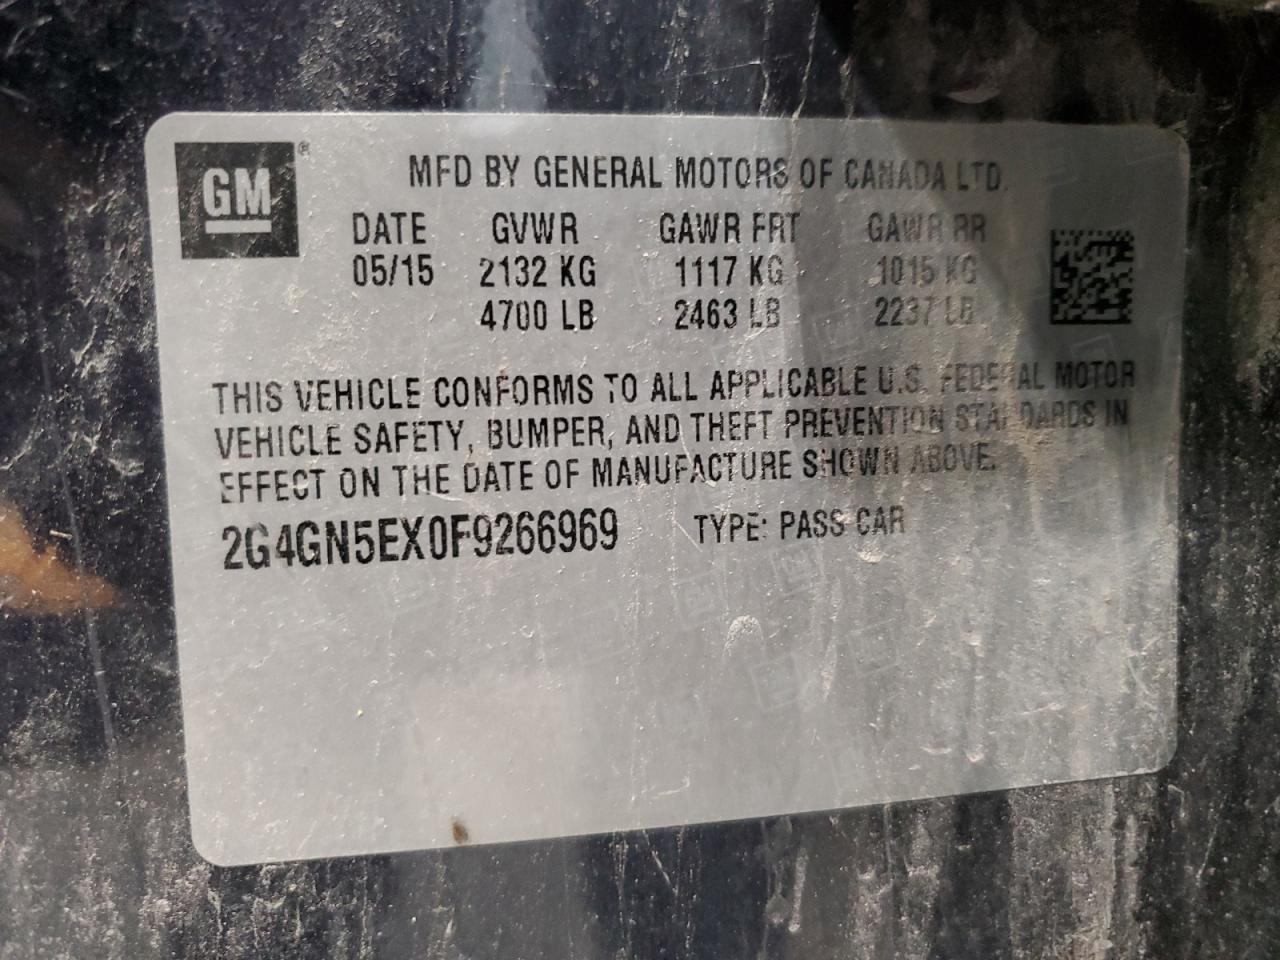 GM®
MFD BY GENERAL MOTORS OF CANADA LTD.
DATE GVWR GAWR FRT GAWR RR
05/15 2132 KG 1117 KG 1015 KG
4700 LB 2463 LB 2237 LB
THIS VEHICLE CONFORMS TO ALL APPLICABLE U.S. FEDERAL MOTOR
VEHICLE SAFETY, BUMPER, AND THEFT PREVENTION STANDARDS IN
EFFECT ON THE DATE OF MANUFACTURE SHOWN ABOVE.
2G4GN5EX0F9266969 TYPE: PASS CAR